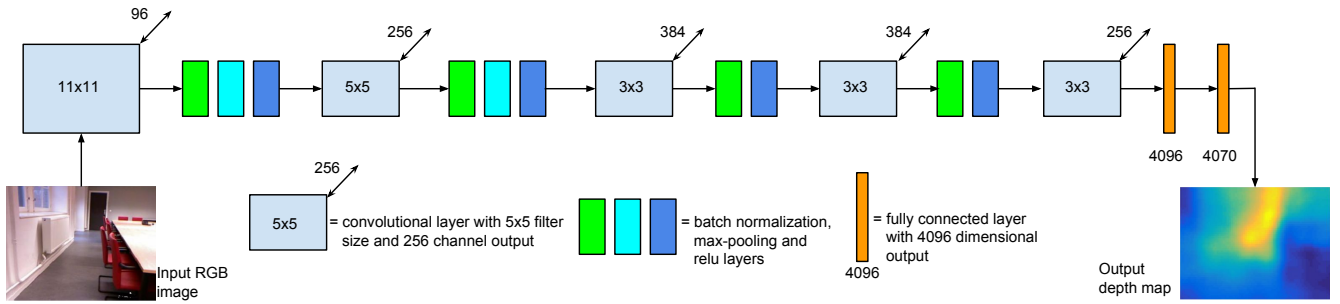 96
11x11
256
5x5
384
3x3
384
3x3
256
3x3
4096
4070
Input RGB
image
256
5x5
= convolutional layer with 5x5 filter
size and 256 channel output
= batch normalization,
max-pooling and
relu layers
4096
= fully connected layer
with 4096 dimensional
output
Output
depth map